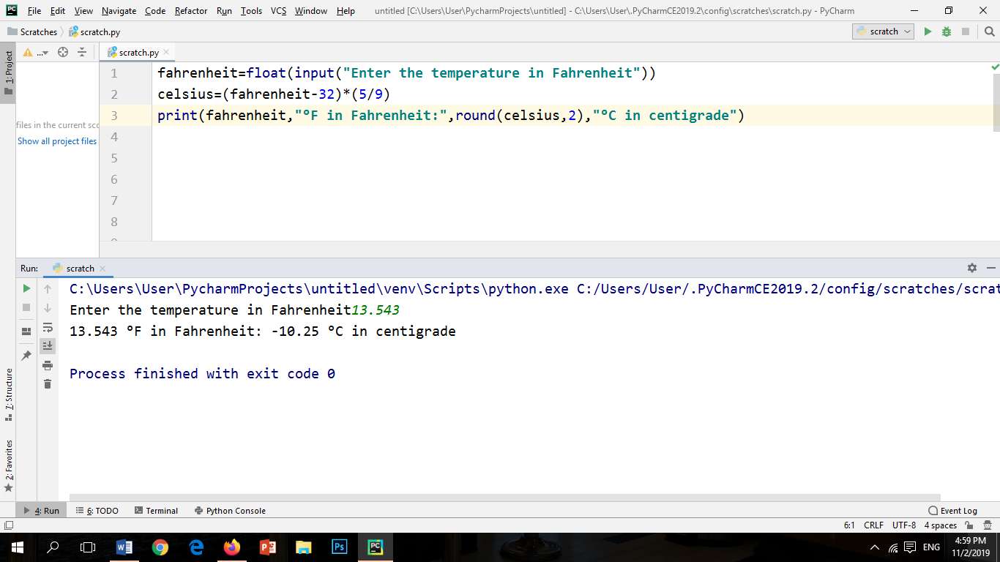 PC File Edit View Navigate Code Refactor Run Tools VCS Window Help untitled [C:\Users\User\PycharmProjects\untitled] - C:\Users\User\.PyCharmCE2019.2\config\scratches\scratch.py - PyCharm
Scratches scratch.py scratch
1: Project
... scratch.py
files in the current sco
Show all project files
1 fahrenheit=float(input("Enter the temperature in Fahrenheit"))
2 celsius=(fahrenheit-32)*(5/9)
3 print(fahrenheit,"°F in Fahrenheit:",round(celsius,2),"°C in centigrade")
4
5
6
7
8
Run: scratch
C:\Users\User\PycharmProjects\untitled\venv\Scripts\python.exe C:/Users/User/.PyCharmCE2019.2/config/scratches/scrat
Enter the temperature in Fahrenheit13.543
13.543 °F in Fahrenheit: -10.25 °C in centigrade
Process finished with exit code 0
7: Structure
2: Favorites
4: Run 6: TODO Terminal Python Console Event Log
6:1 CRLF UTF-8 4 spaces
Ps PC ENG 4:59 PM
11/2/2019